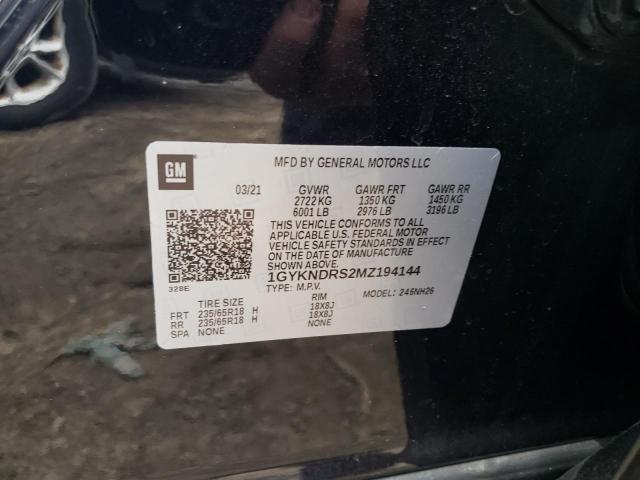 GM
MFD BY GENERAL MOTORS LLC
03/21 GVWR GAWR FRT GAWR RR
2722 KG 1350 KG 1450 KG
6001 LB 2976 LB 3196 LB
THIS VEHICLE CONFORMS TO ALL
APPLICABLE U.S. FEDERAL MOTOR
VEHICLE SAFETY STANDARDS IN EFFECT
ON THE DATE OF MANUFACTURE
SHOWN ABOVE.
1GYKNDRS2MZ194144
328E
TYPE: M.P.V. MODEL: 246NH26
TIRE SIZE RIM
FRT 235/65R18 H 18X8J
RR 235/65R18 H 18X8J
SPA NONE NONE